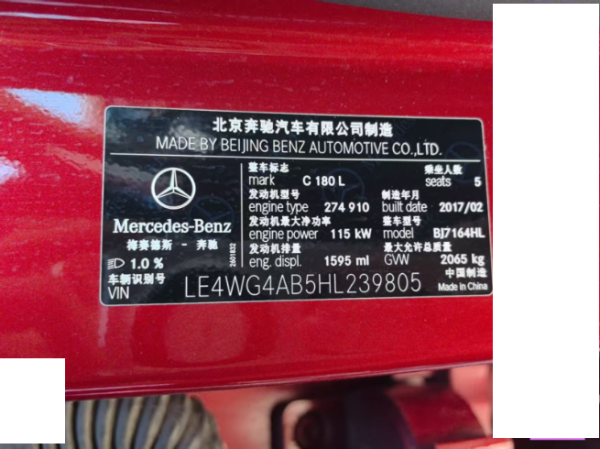 北京奔驰汽车有限公司制造
MADE BY BEIJING BENZ AUTOMOTIVE CO.,LTD.
整车标志 乘坐人数
mark C 180 L seats 5
发动机型号 制造年月
engine type 274 910 built date 2017/02
发动机最大净功率 整车型号
engine power 115 kW model BJ7164HL
发动机排量 最大允许总质量
eng. displ. 1595 ml GVW 2065 kg
Mercedes-Benz
梅赛德斯 - 奔驰
1.0 %
车辆识别号
VIN LE4WG4AB5HL239805
中国制造
Made in China